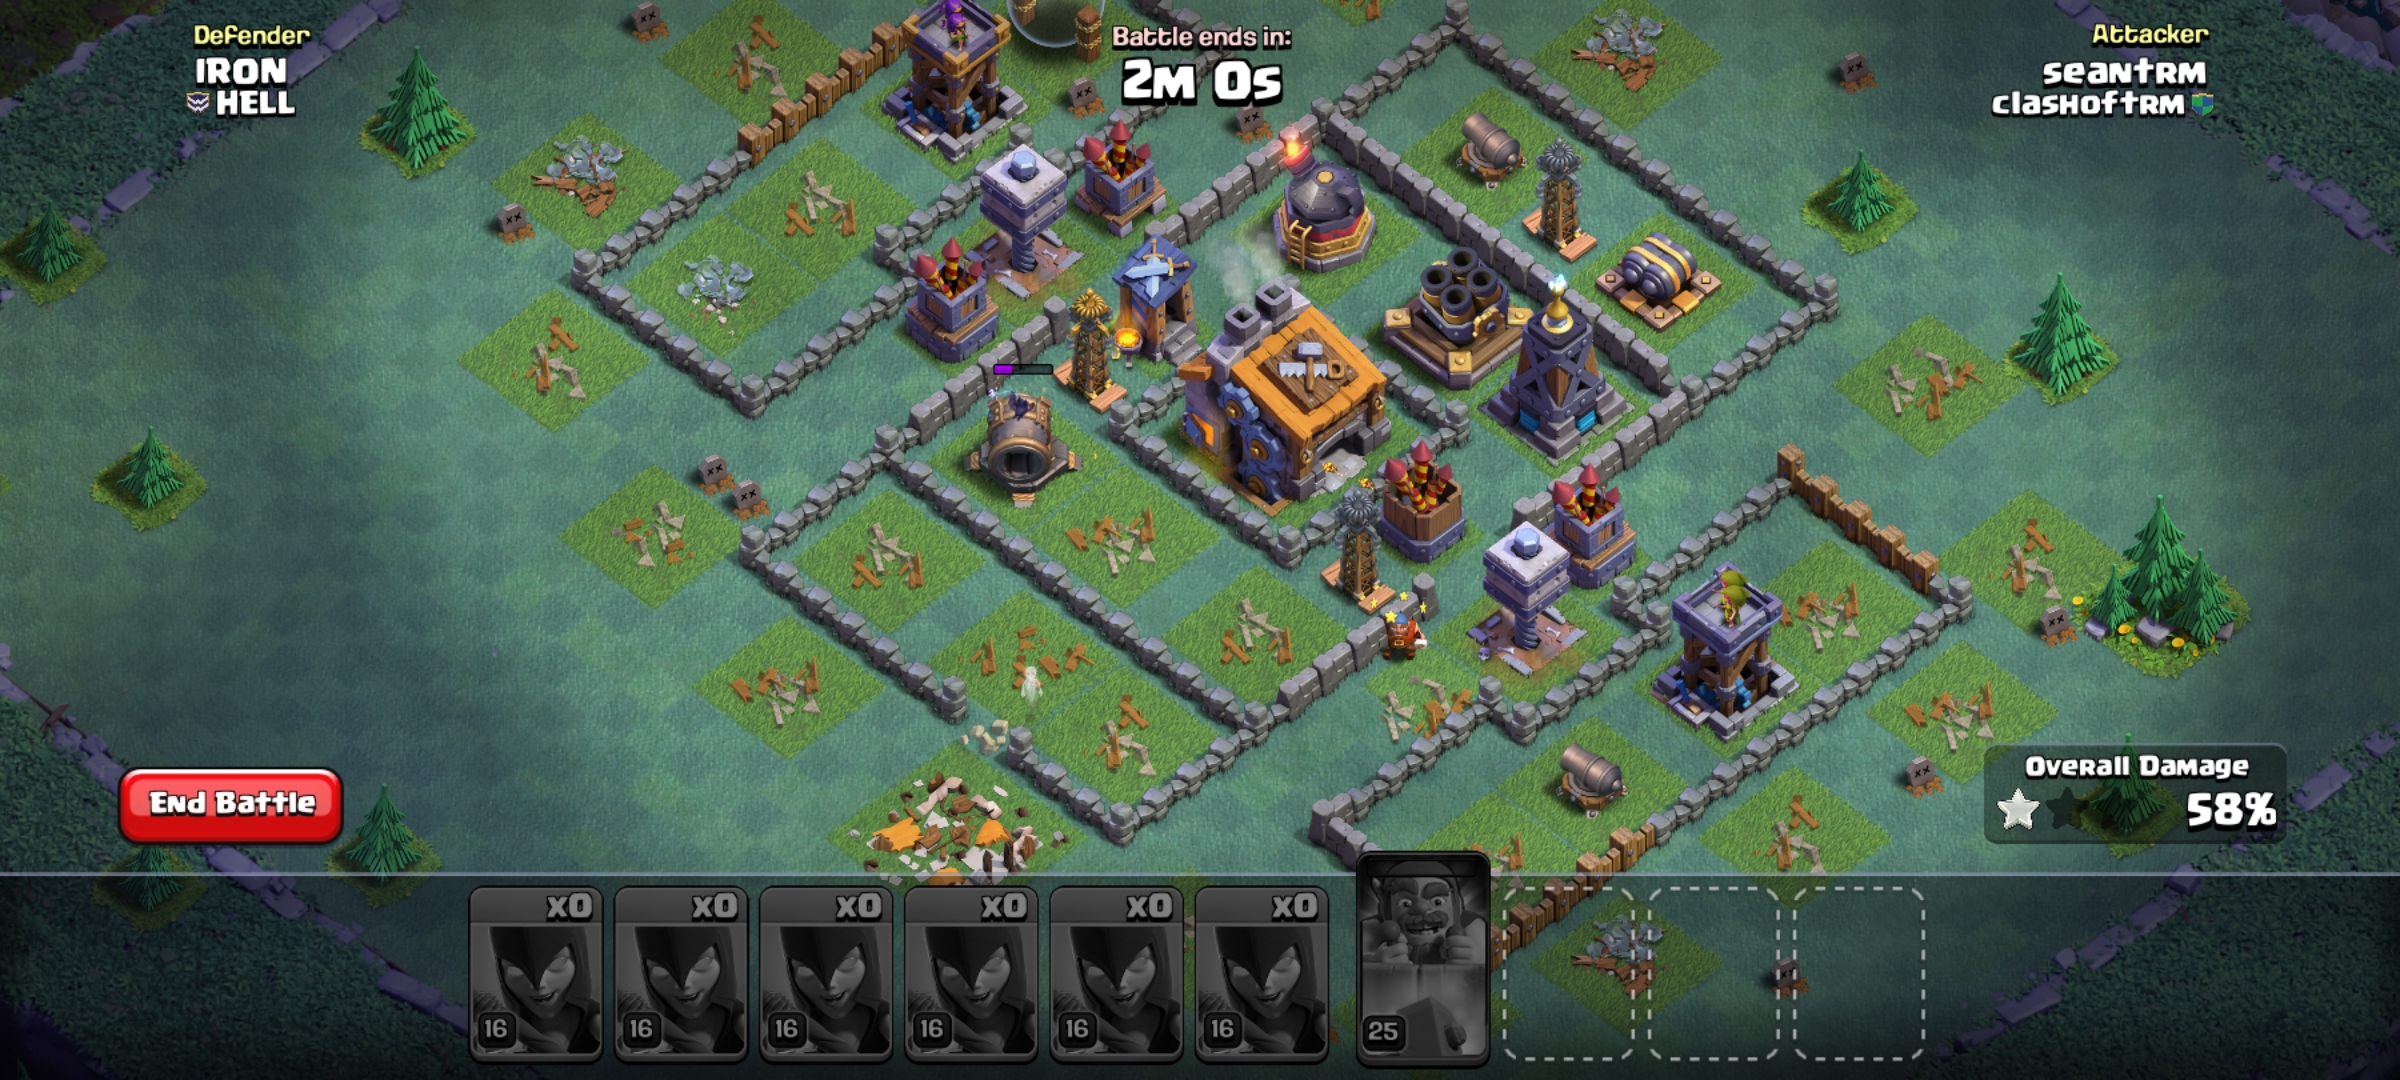 Defender
IRON
HELL
Battle ends in:
2M 0s
Attacker
seantRM
clashoftRM
End Battle
Overall Damage
58%
x0
x0
x0
x0
x0
x0
16
16
16
16
16
16
25